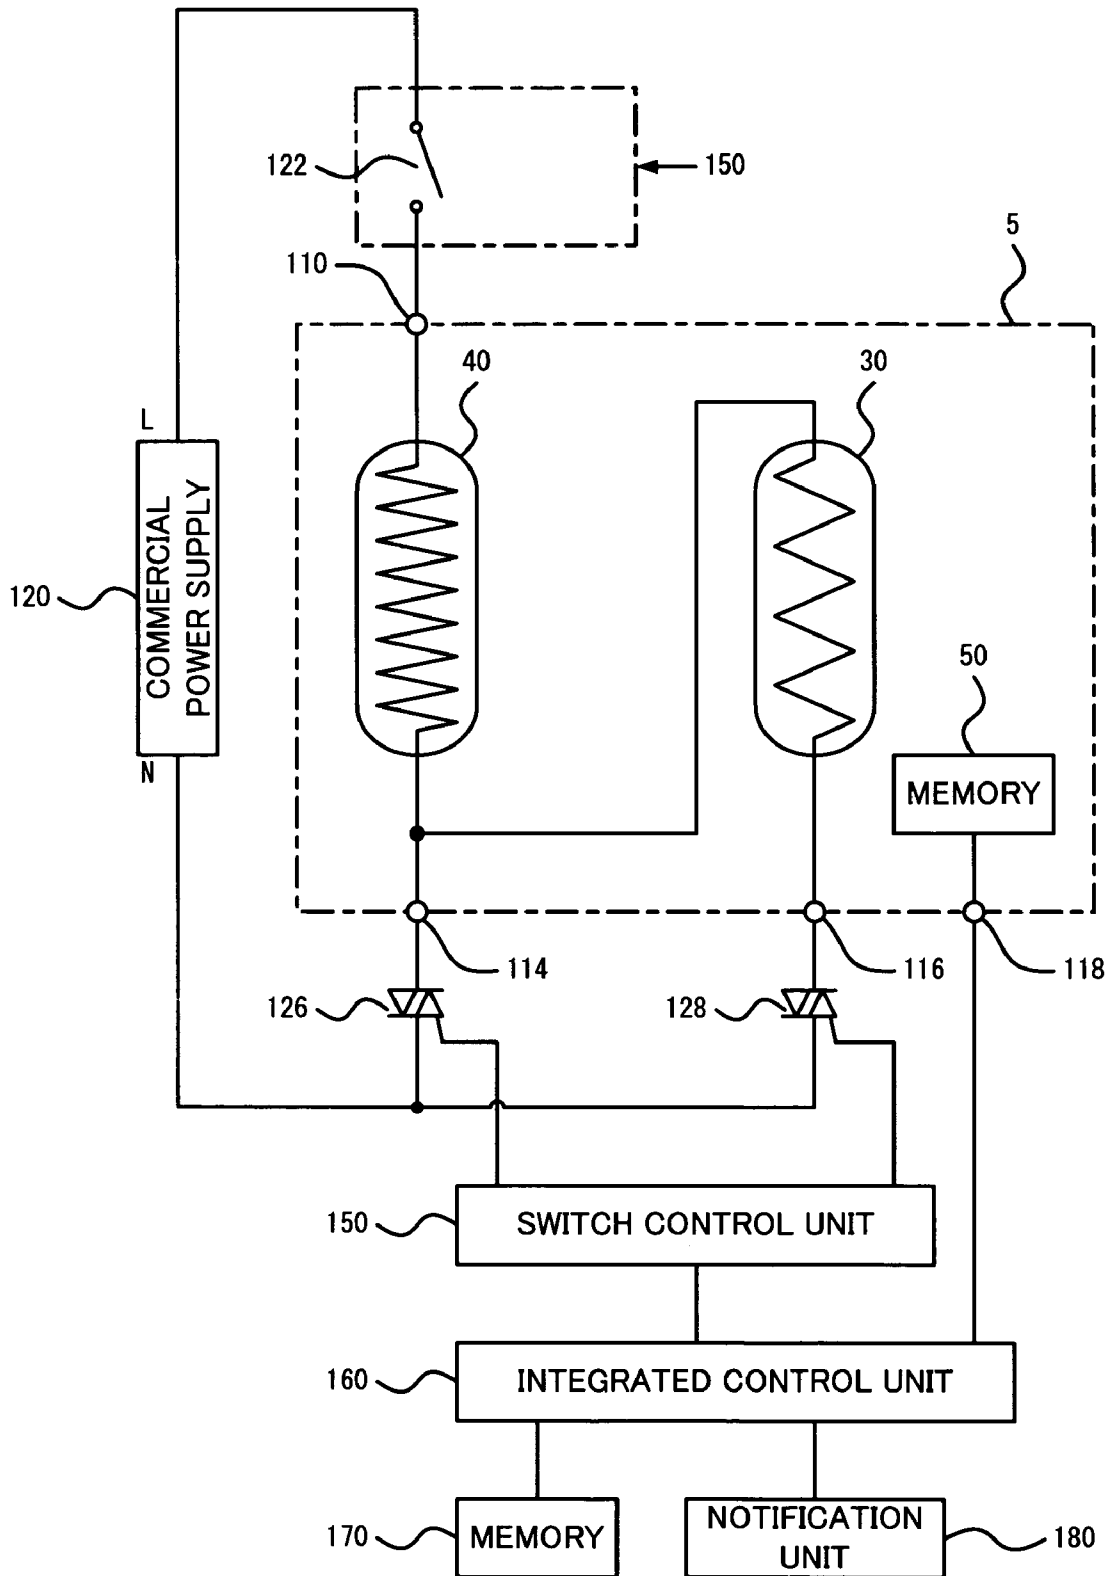 122
150
5
110
40
30
L
COMMERCIAL
POWER SUPPLY
120
N
50
MEMORY
114
116
118
126
128
150
SWITCH CONTROL UNIT
160
INTEGRATED CONTROL UNIT
170
MEMORY
NOTIFICATION
UNIT
180